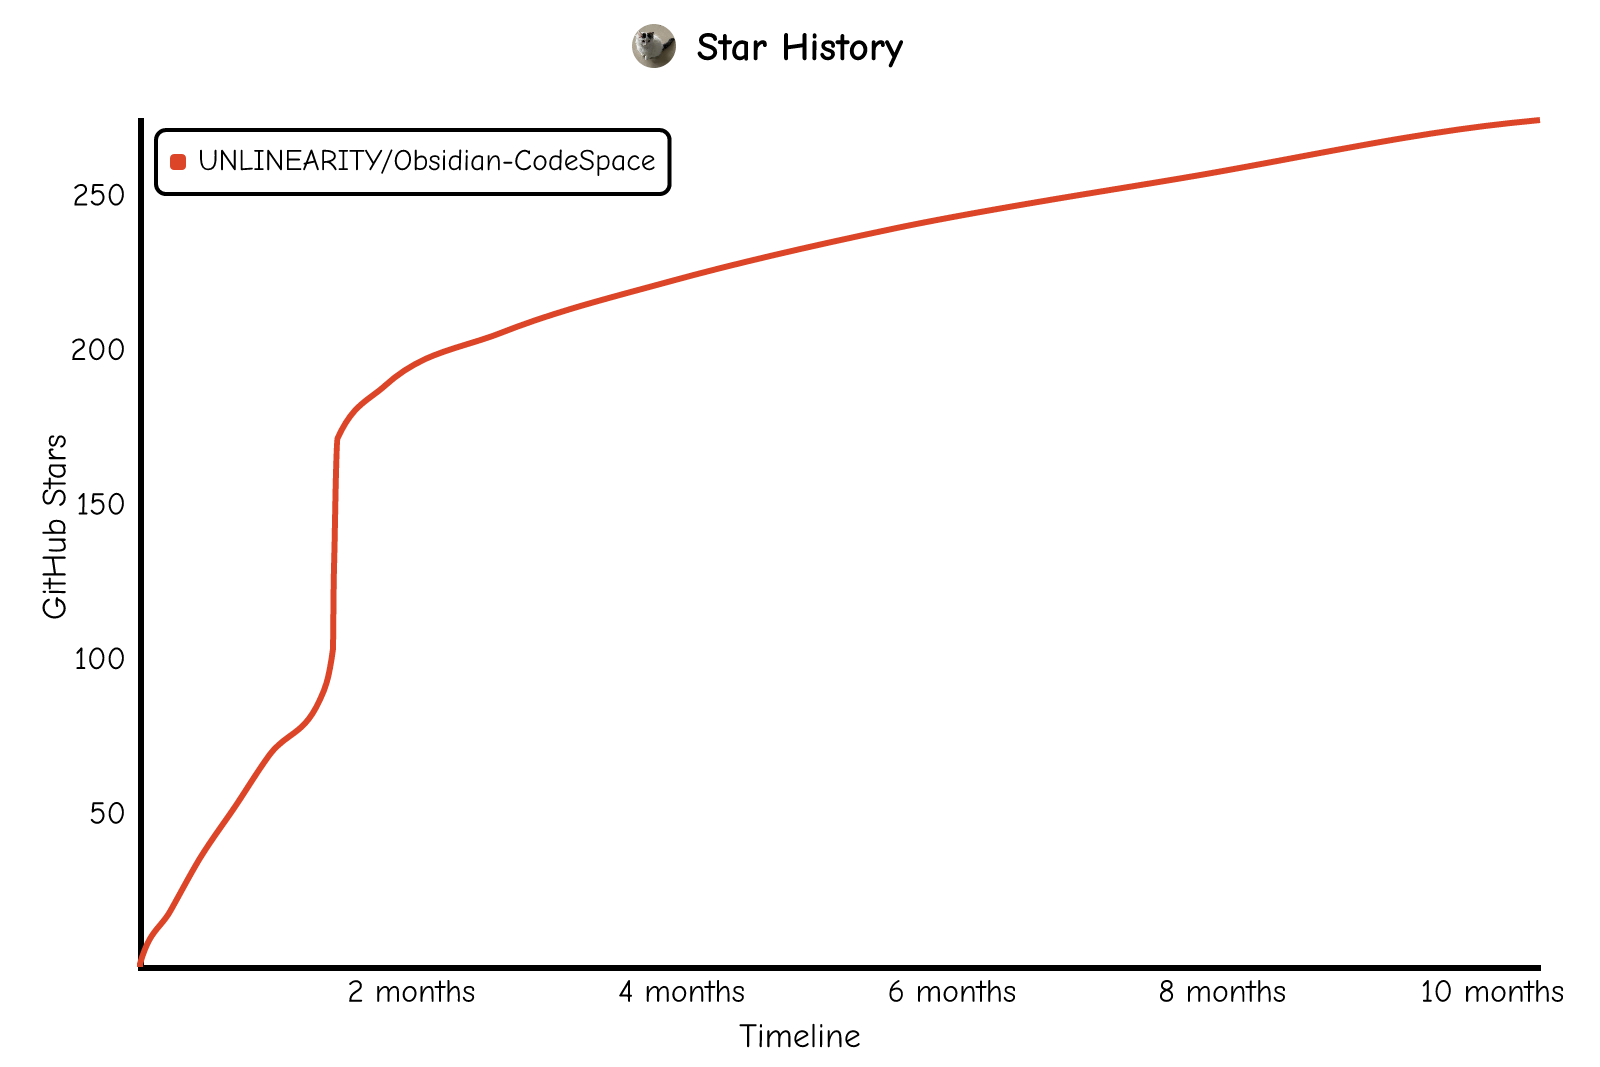 Star History
UNLINEARITY/Obsidian-CodeSpace
250
200
150
100
50
GitHub Stars
2 months
4 months
6 months
8 months
10 months
Timeline